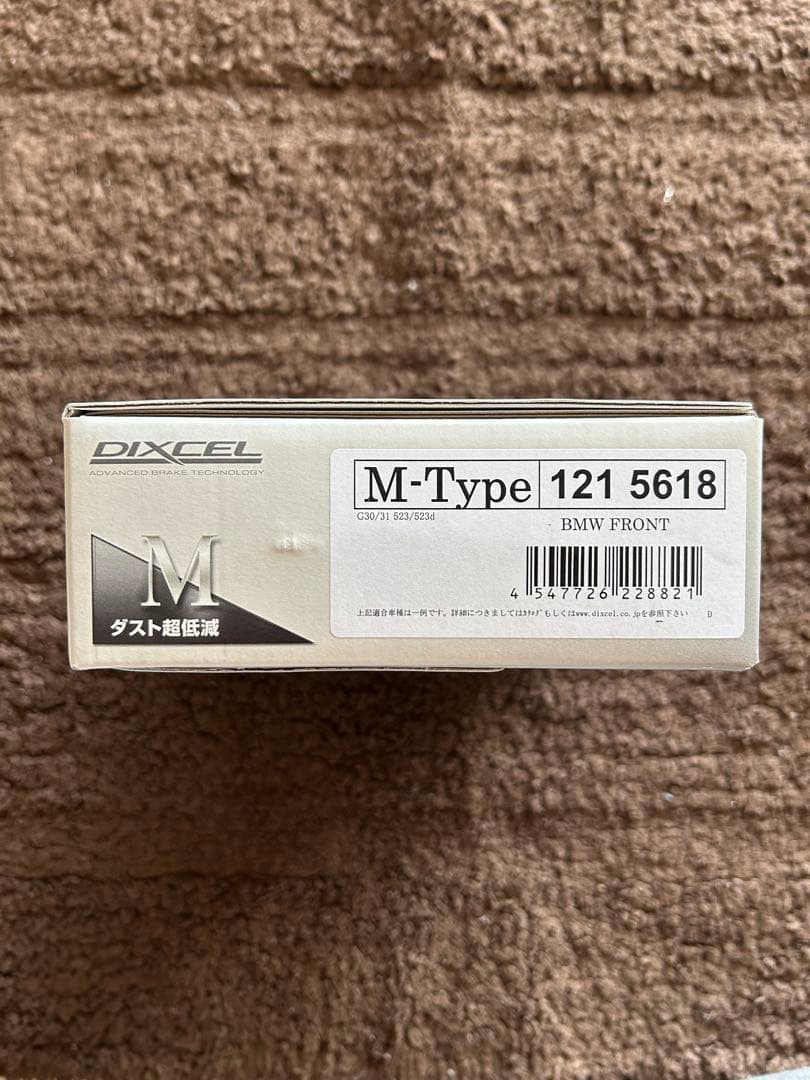 DIXCEL
ADVANCED BRAKE TECHNOLOGY
M
ダスト超低減
M-Type 121 5618
G30/31 523/523d
BMW FRONT
4 547726 228821
上記適合車種は一例です。詳細につきましてはｶﾀﾛｸﾞもしくはwww.dixcel.co.jpを参照下さい D